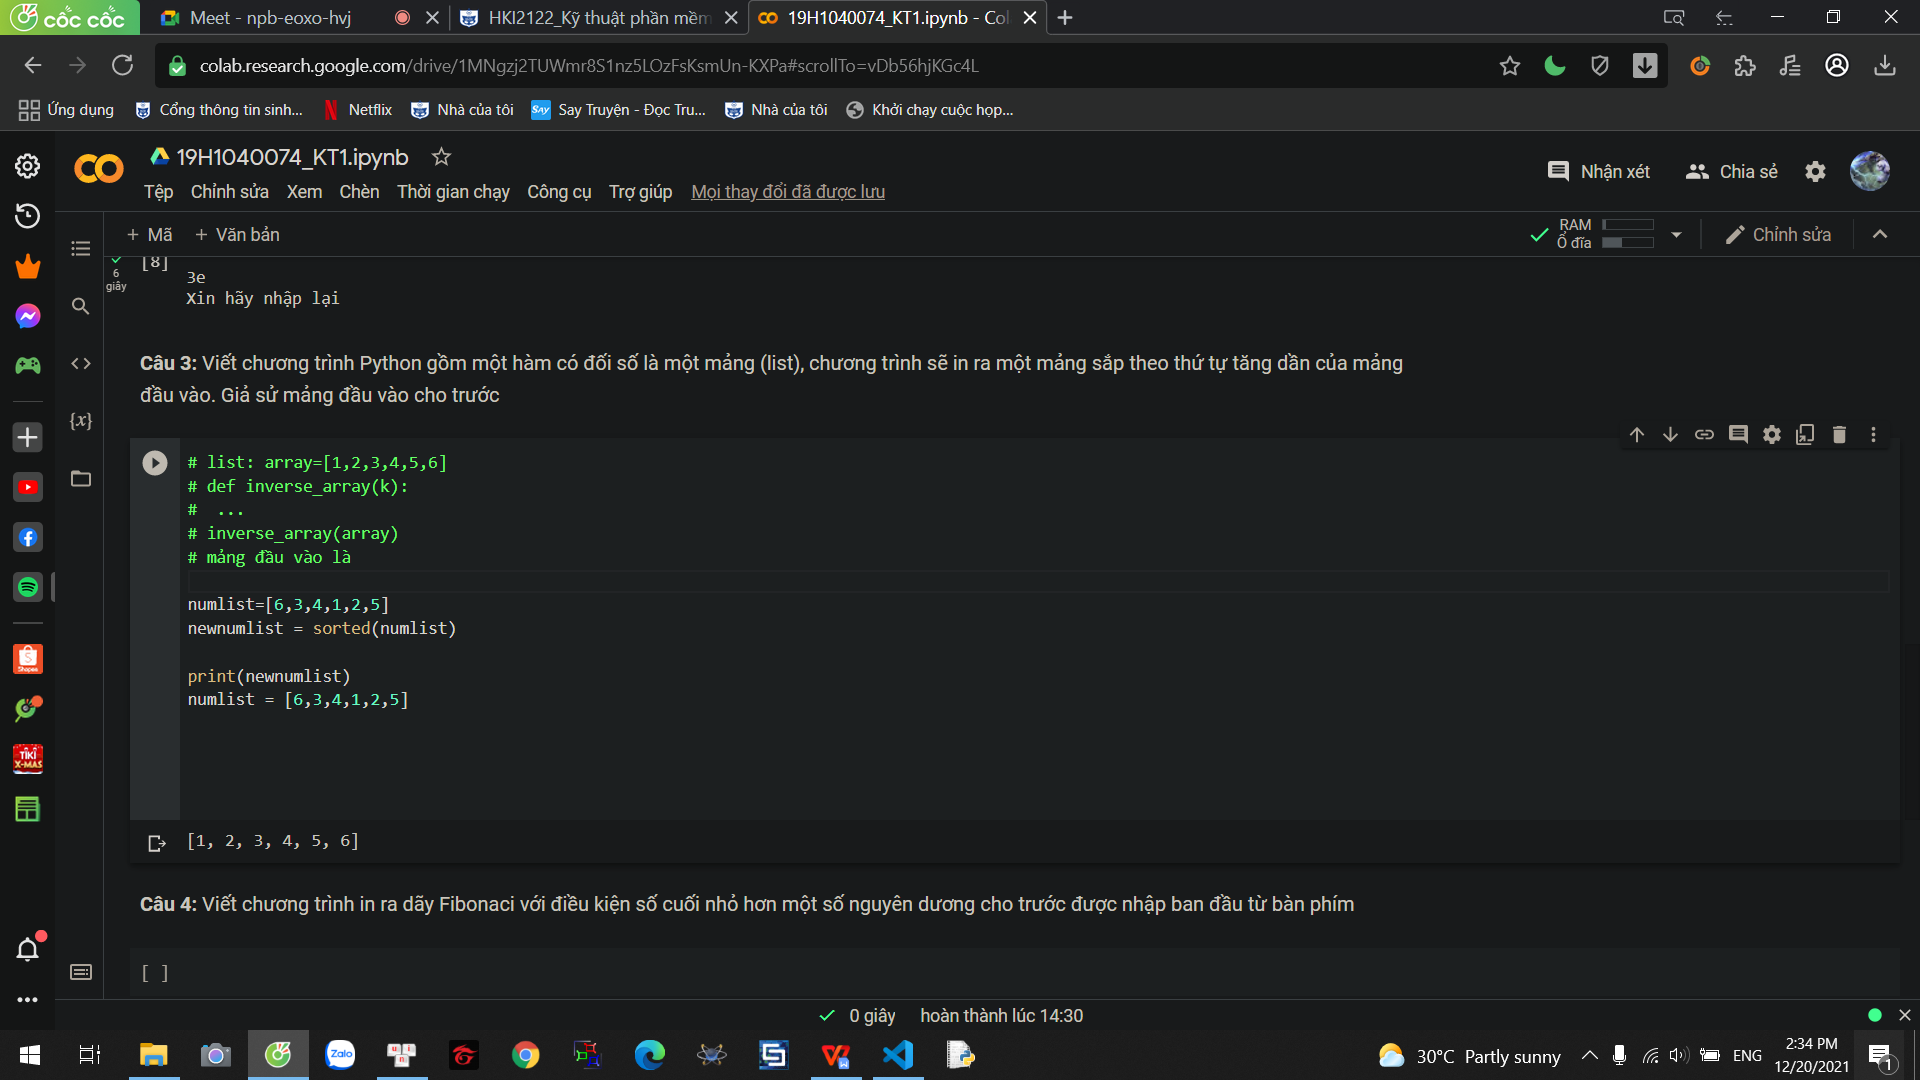 cốc cốc
Meet - npb-eoxo-hvj
HKI2122_Kỹ thuật phần mềm
19H1040074_KT1.ipynb - Col
colab.research.google.com/drive/1MNgzj2TUWmr8S1nz5LOzFsKsmUn-KXPa#scrollTo=vDb56hjKGc4L
Ứng dụng
Cổng thông tin sinh...
Netflix
Nhà của tôi
SAY
Say Truyện - Đọc Tru...
Nhà của tôi
Khởi chạy cuộc họp...
19H1040074_KT1.ipynb
Nhận xét
Chia sẻ
Tệp Chỉnh sửa Xem Chèn Thời gian chạy Công cụ Trợ giúp Mọi thay đổi đã được lưu
+ Mã + Văn bản
RAM
Ổ đĩa
Chỉnh sửa
[8]
6
giây
3e
Xin hãy nhập lại
Câu 3: Viết chương trình Python gồm một hàm có đối số là một mảng (list), chương trình sẽ in ra một mảng sắp theo thứ tự tăng dần của mảng
đầu vào. Giả sử mảng đầu vào cho trước
{x}
# list: array=[1,2,3,4,5,6]
# def inverse_array(k):
#  ...
# inverse_array(array)
# mảng đầu vào là
numlist=[6,3,4,1,2,5]
newnumlist = sorted(numlist)
print(newnumlist)
numlist = [6,3,4,1,2,5]
[1, 2, 3, 4, 5, 6]
Câu 4: Viết chương trình in ra dãy Fibonaci với điều kiện số cuối nhỏ hơn một số nguyên dương cho trước được nhập ban đầu từ bàn phím
[ ]
0 giây hoàn thành lúc 14:30
Shopee
TIKI
X-MAS
Zalo
30°C Partly sunny
ENG
2:34 PM
12/20/2021
1